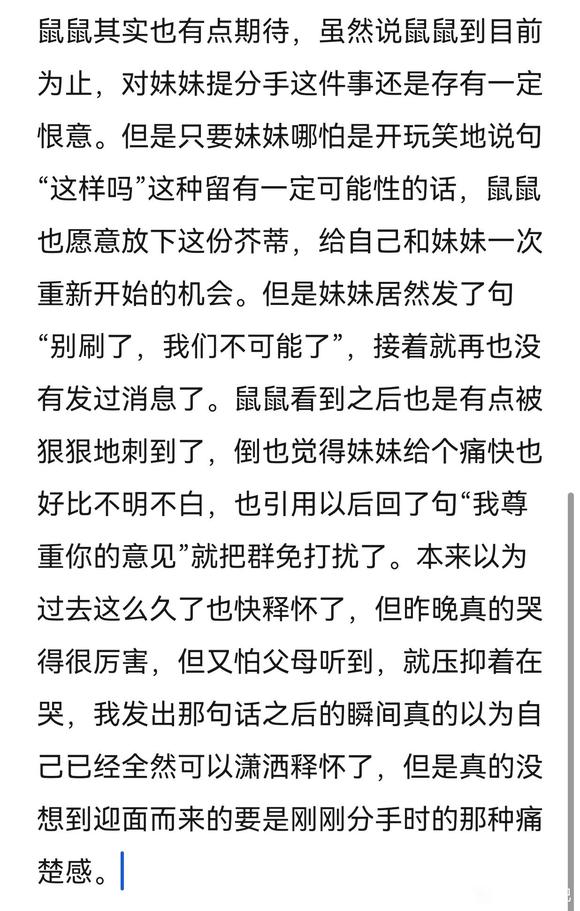 鼠鼠其实也有点期待，虽然说鼠鼠到目前
为止，对妹妹提分手这件事还是存有一定
恨意。但是只要妹妹哪怕是开玩笑地说句
“这样吗”这种留有一定可能性的话，鼠鼠
也愿意放下这份芥蒂，给自己和妹妹一次
重新开始的机会。但是妹妹居然发了句
“别刷了，我们不可能了”，接着就再也没
有发过消息了。鼠鼠看到之后也是有点被
狠狠地刺到了，倒也觉得妹妹给个痛快也
好比不明不白，也引用以后回了句“我尊
重你的意见”就把群免打扰了。本来以为
过去这么久了也快释怀了，但昨晚真的哭
得很厉害，但又怕父母听到，就压抑着在
哭，我发出那句话之后的瞬间真的以为自
己已经全然可以潇洒释怀了，但是真的没
想到迎面而来的要是刚刚分手时的那种痛
楚感。